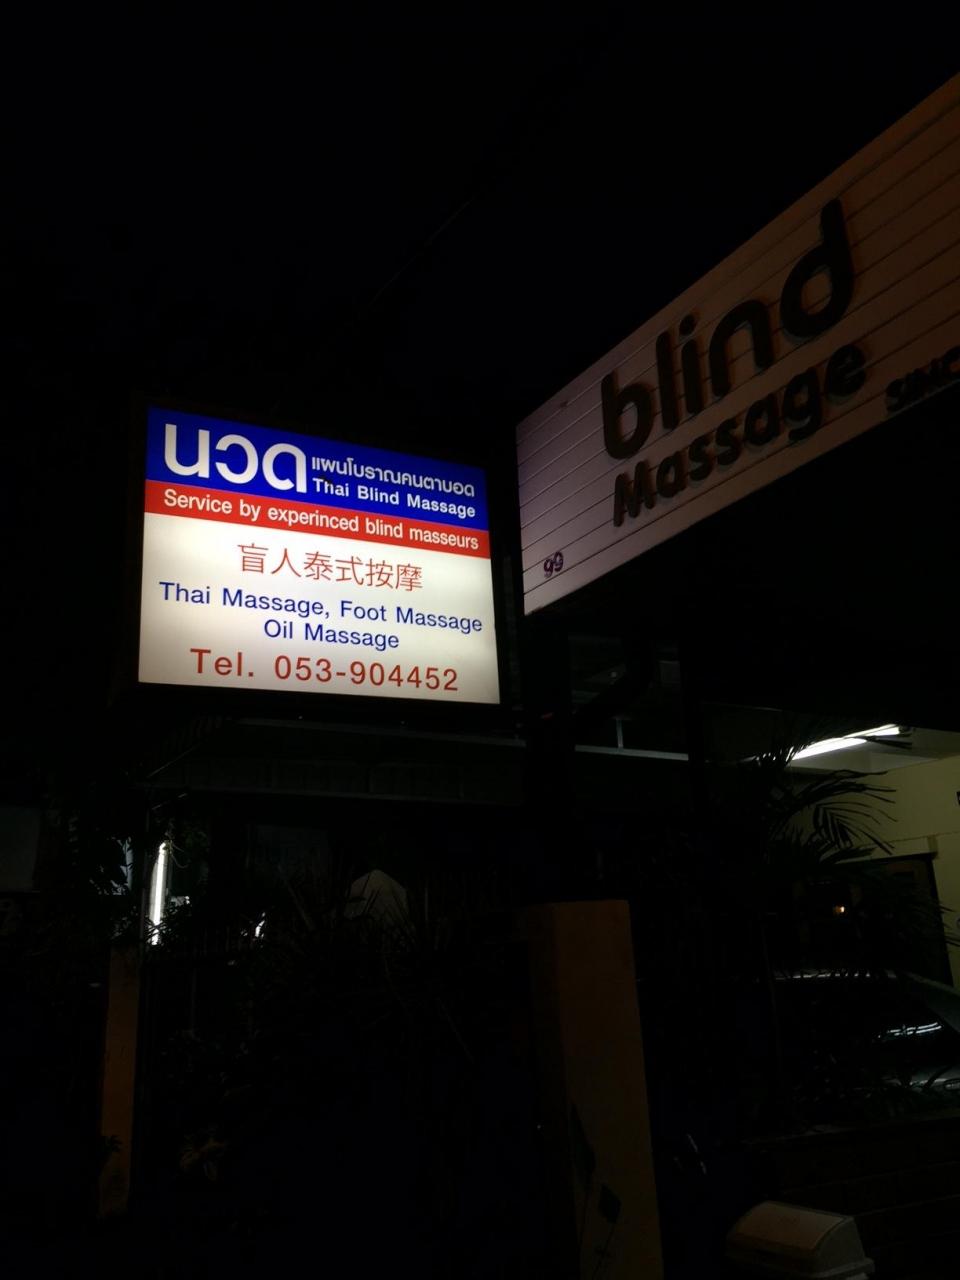 นวด
แผนโบราณคนตาบอด
Thai Blind Massage
Service by experinced blind masseurs
盲人泰式按摩
Thai Massage, Foot Massage
Oil Massage
Tel. 053-904452
blind
Massage
99